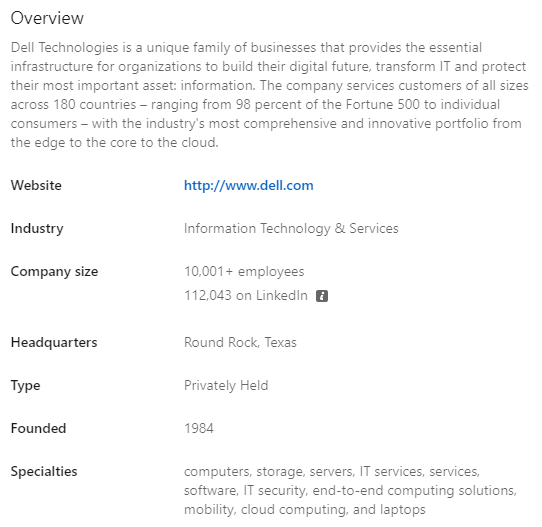 Overview
Dell Technologies is a unique family of businesses that provides the essential
infrastructure for organizations to build their digital future, transform IT and protect
their most important asset: information. The company services customers of all sizes
across 180 countries – ranging from 98 percent of the Fortune 500 to individual
consumers – with the industry's most comprehensive and innovative portfolio from
the edge to the core to the cloud.
Website http://www.dell.com
Industry Information Technology & Services
Company size 10,001+ employees
112,043 on LinkedIn i
Headquarters Round Rock, Texas
Type Privately Held
Founded 1984
Specialties computers, storage, servers, IT services, services,
software, IT security, end-to-end computing solutions,
mobility, cloud computing, and laptops